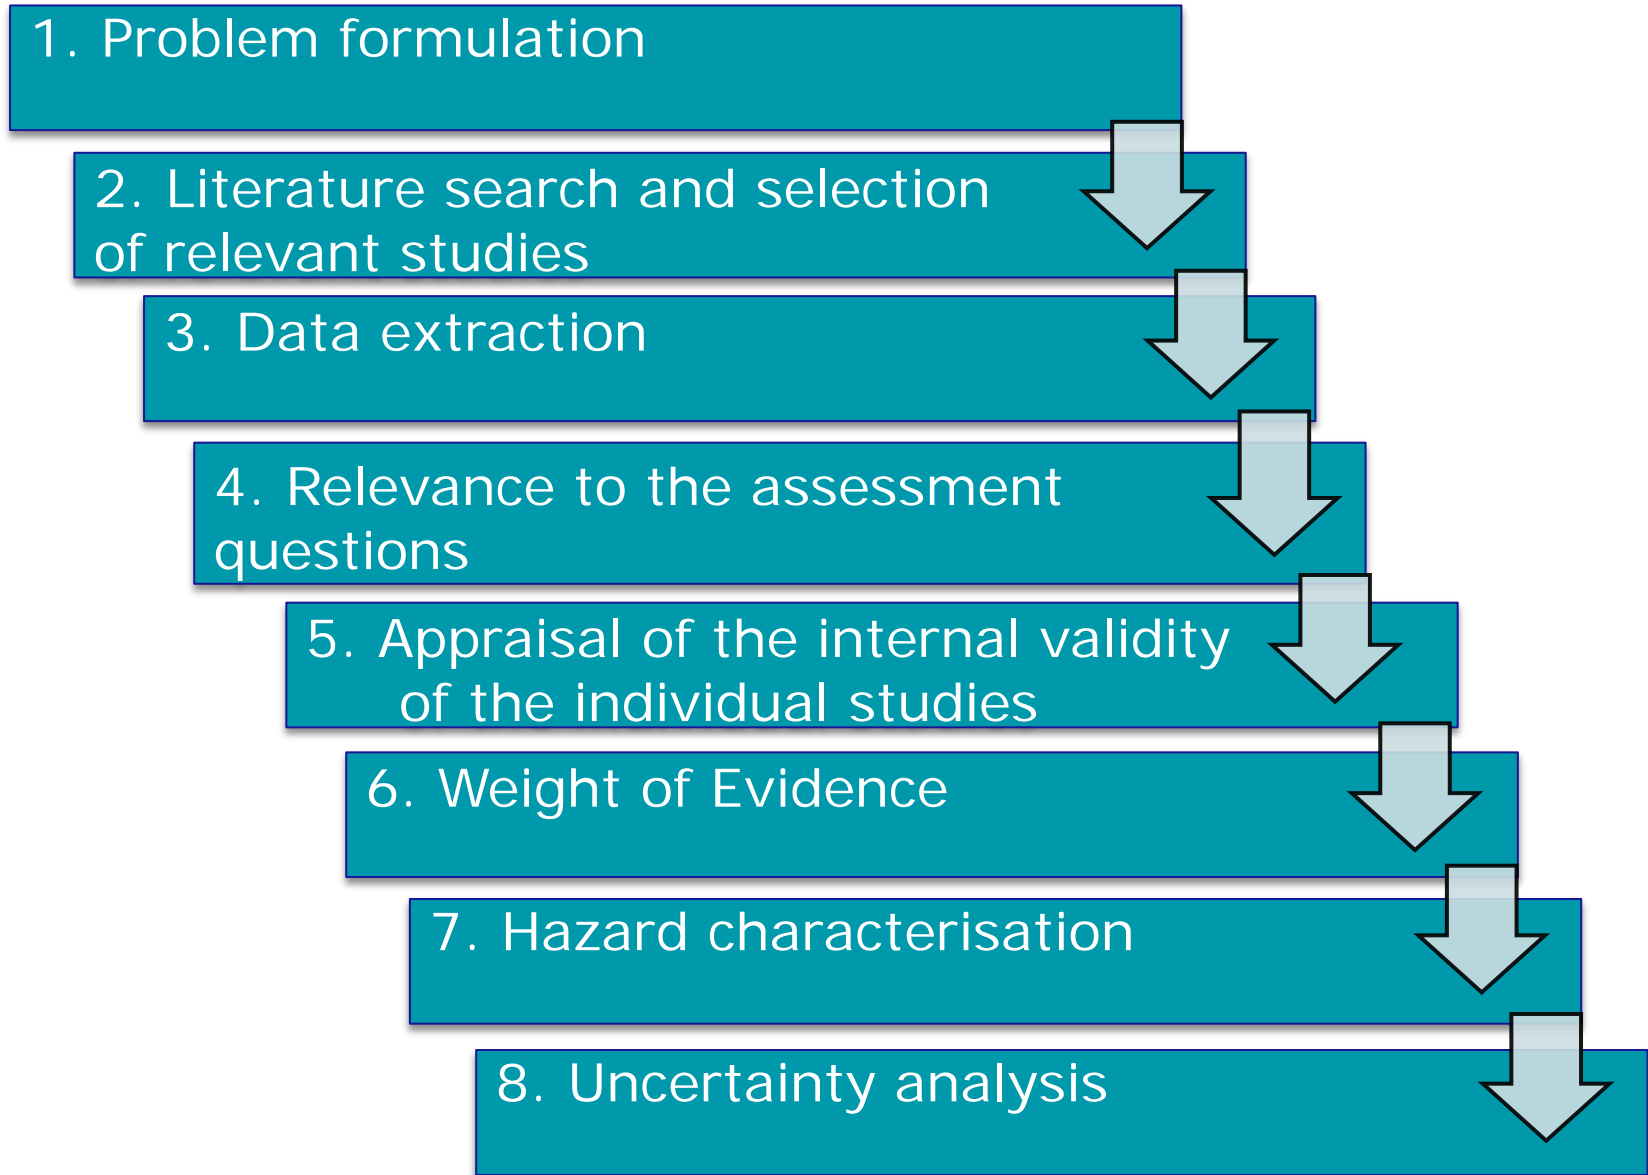 1. Problem formulation
2. Literature search and selection
of relevant studies
3. Data extraction
4. Relevance to the assessment
questions
5. Appraisal of the internal validity
of the individual studies
6. Weight of Evidence
7. Hazard characterisation
8. Uncertainty analysis